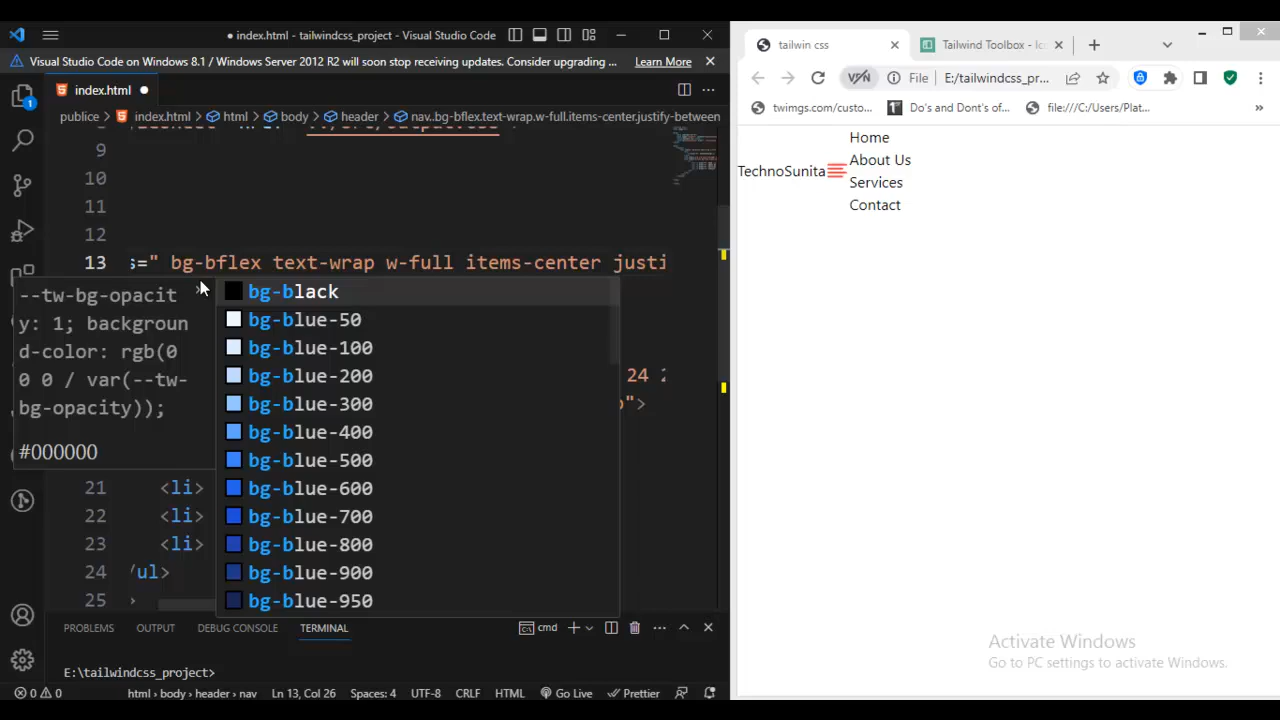 index.html - tailwindcss_project - Visual Studio Code
Visual Studio Code on Windows 8.1 / Windows Server 2012 R2 will soon stop receiving updates. Consider upgrading ...
Learn More
index.html
publice > index.html > html > body > header > nav.bg-bflex.text-wrap.w-full.items-center.justify-between
9
10
11
12
13 s=" bg-bflex text-wrap w-full items-center justi
--tw-bg-opacit
y: 1; backgroun
d-color: rgb(0
0 0 / var(--tw-
bg-opacity));
#000000
bg-black
bg-blue-50
bg-blue-100
bg-blue-200
bg-blue-300
bg-blue-400
bg-blue-500
bg-blue-600
bg-blue-700
bg-blue-800
bg-blue-900
bg-blue-950
24
">
21 <li>
22 <li>
23 <li>
24 /ul>
25 >
PROBLEMS OUTPUT DEBUG CONSOLE TERMINAL
cmd
E:\tailwindcss_project>
0 0 html > body > header > nav Ln 13, Col 26 Spaces: 4 UTF-8 CRLF HTML Go Live Prettier
tailwin css
Tailwind Toolbox - Ic
VPN File E:/tailwindcss_pr...
twimgs.com/custo...
Do's and Dont's of...
file:///C:/Users/Plat...
TechnoSunita
Home
About Us
Services
Contact
Activate Windows
Go to PC settings to activate Windows.